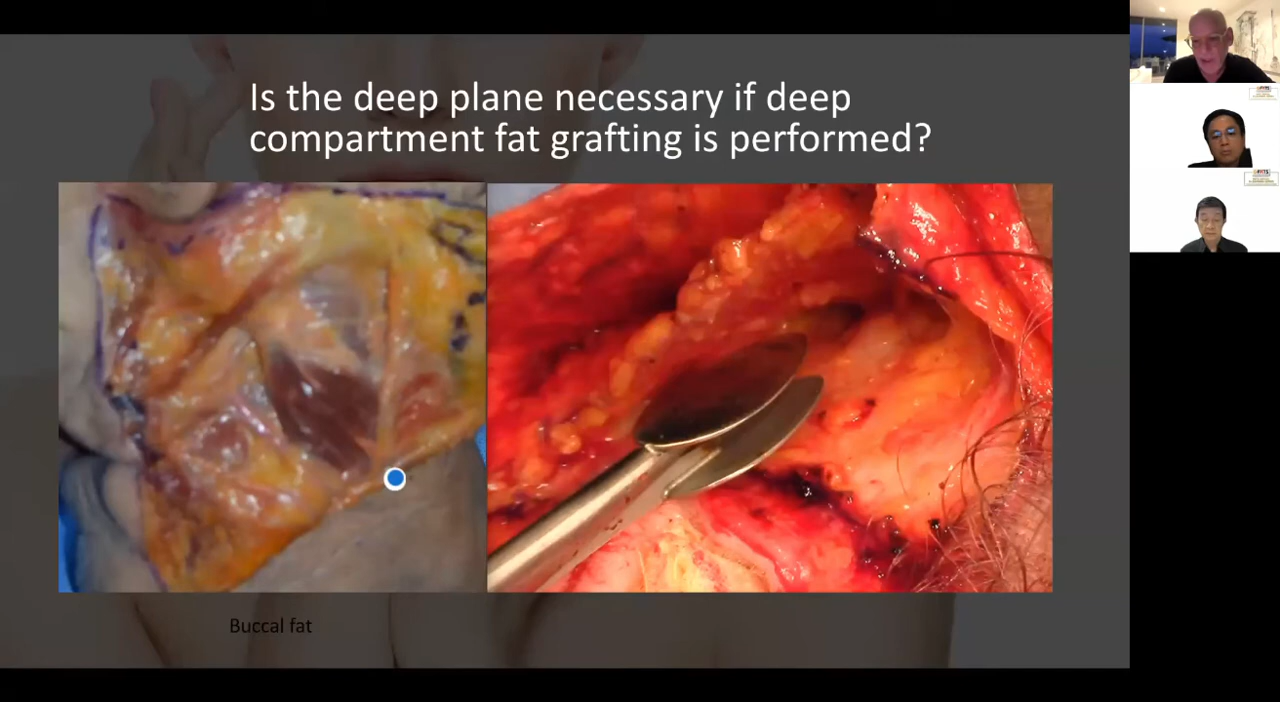 Is the deep plane necessary if deep
compartment fat grafting is performed?
Buccal fat